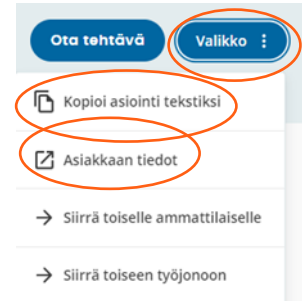 Ota tehtävä Valikko
Kopioi asiointi tekstiksi
Asiakkaan tiedot
Siirrä toiselle ammattilaiselle
Siirrä toiseen työjonoon